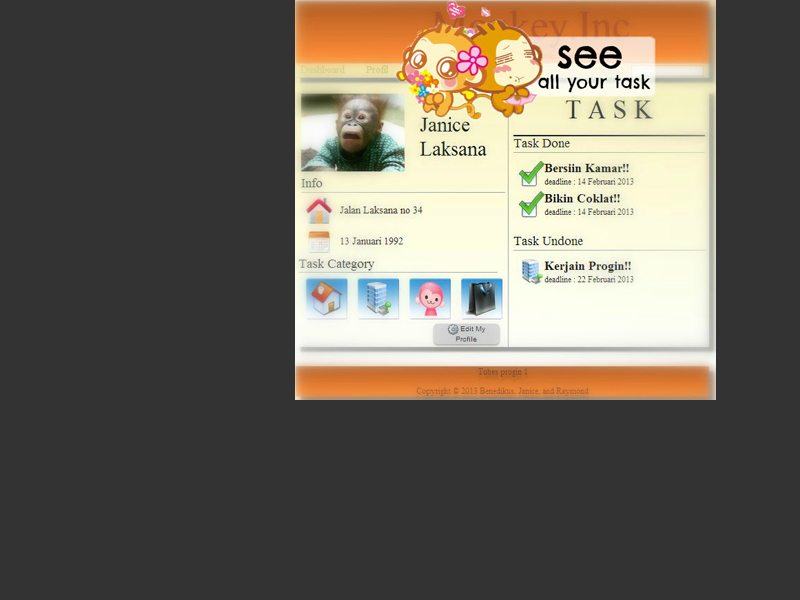 Monkey Inc
see
all your task
Dashboard Profil
Janice
Laksana
Info
Jalan Laksana no 34
13 Januari 1992
Task Category
Edit My
Profile
TASK
Task Done
Bersiin Kamar!!
deadline : 14 Februari 2013
Bikin Coklat!!
deadline : 14 Februari 2013
Task Undone
Kerjain Progin!!
deadline : 22 Februari 2013
Tubes progin 1
Copyright © 2013 Benedikus, Janice, and Raymond